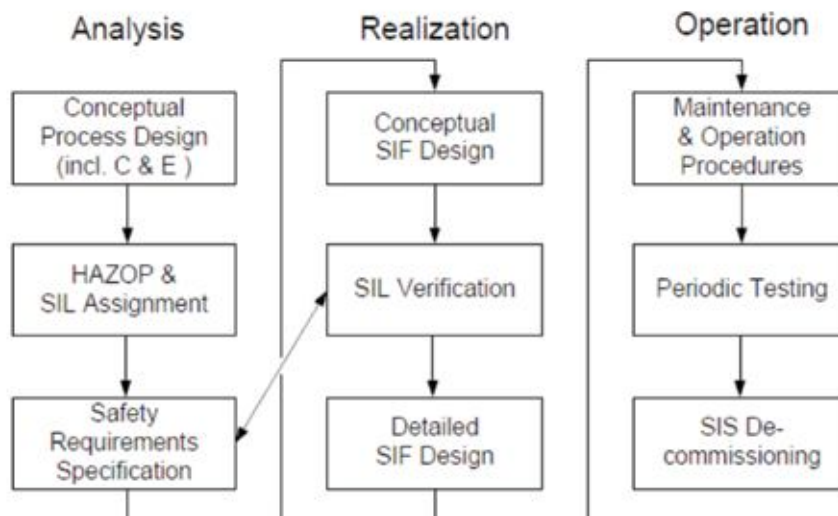 Analysis
Realization
Operation
Conceptual
Process Design
(incl. C & E )
Conceptual
SIF Design
Maintenance
& Operation
Procedures
HAZOP &
SIL Assignment
SIL Verification
Periodic Testing
Safety
Requirements
Specification
Detailed
SIF Design
SIS De-
commissioning